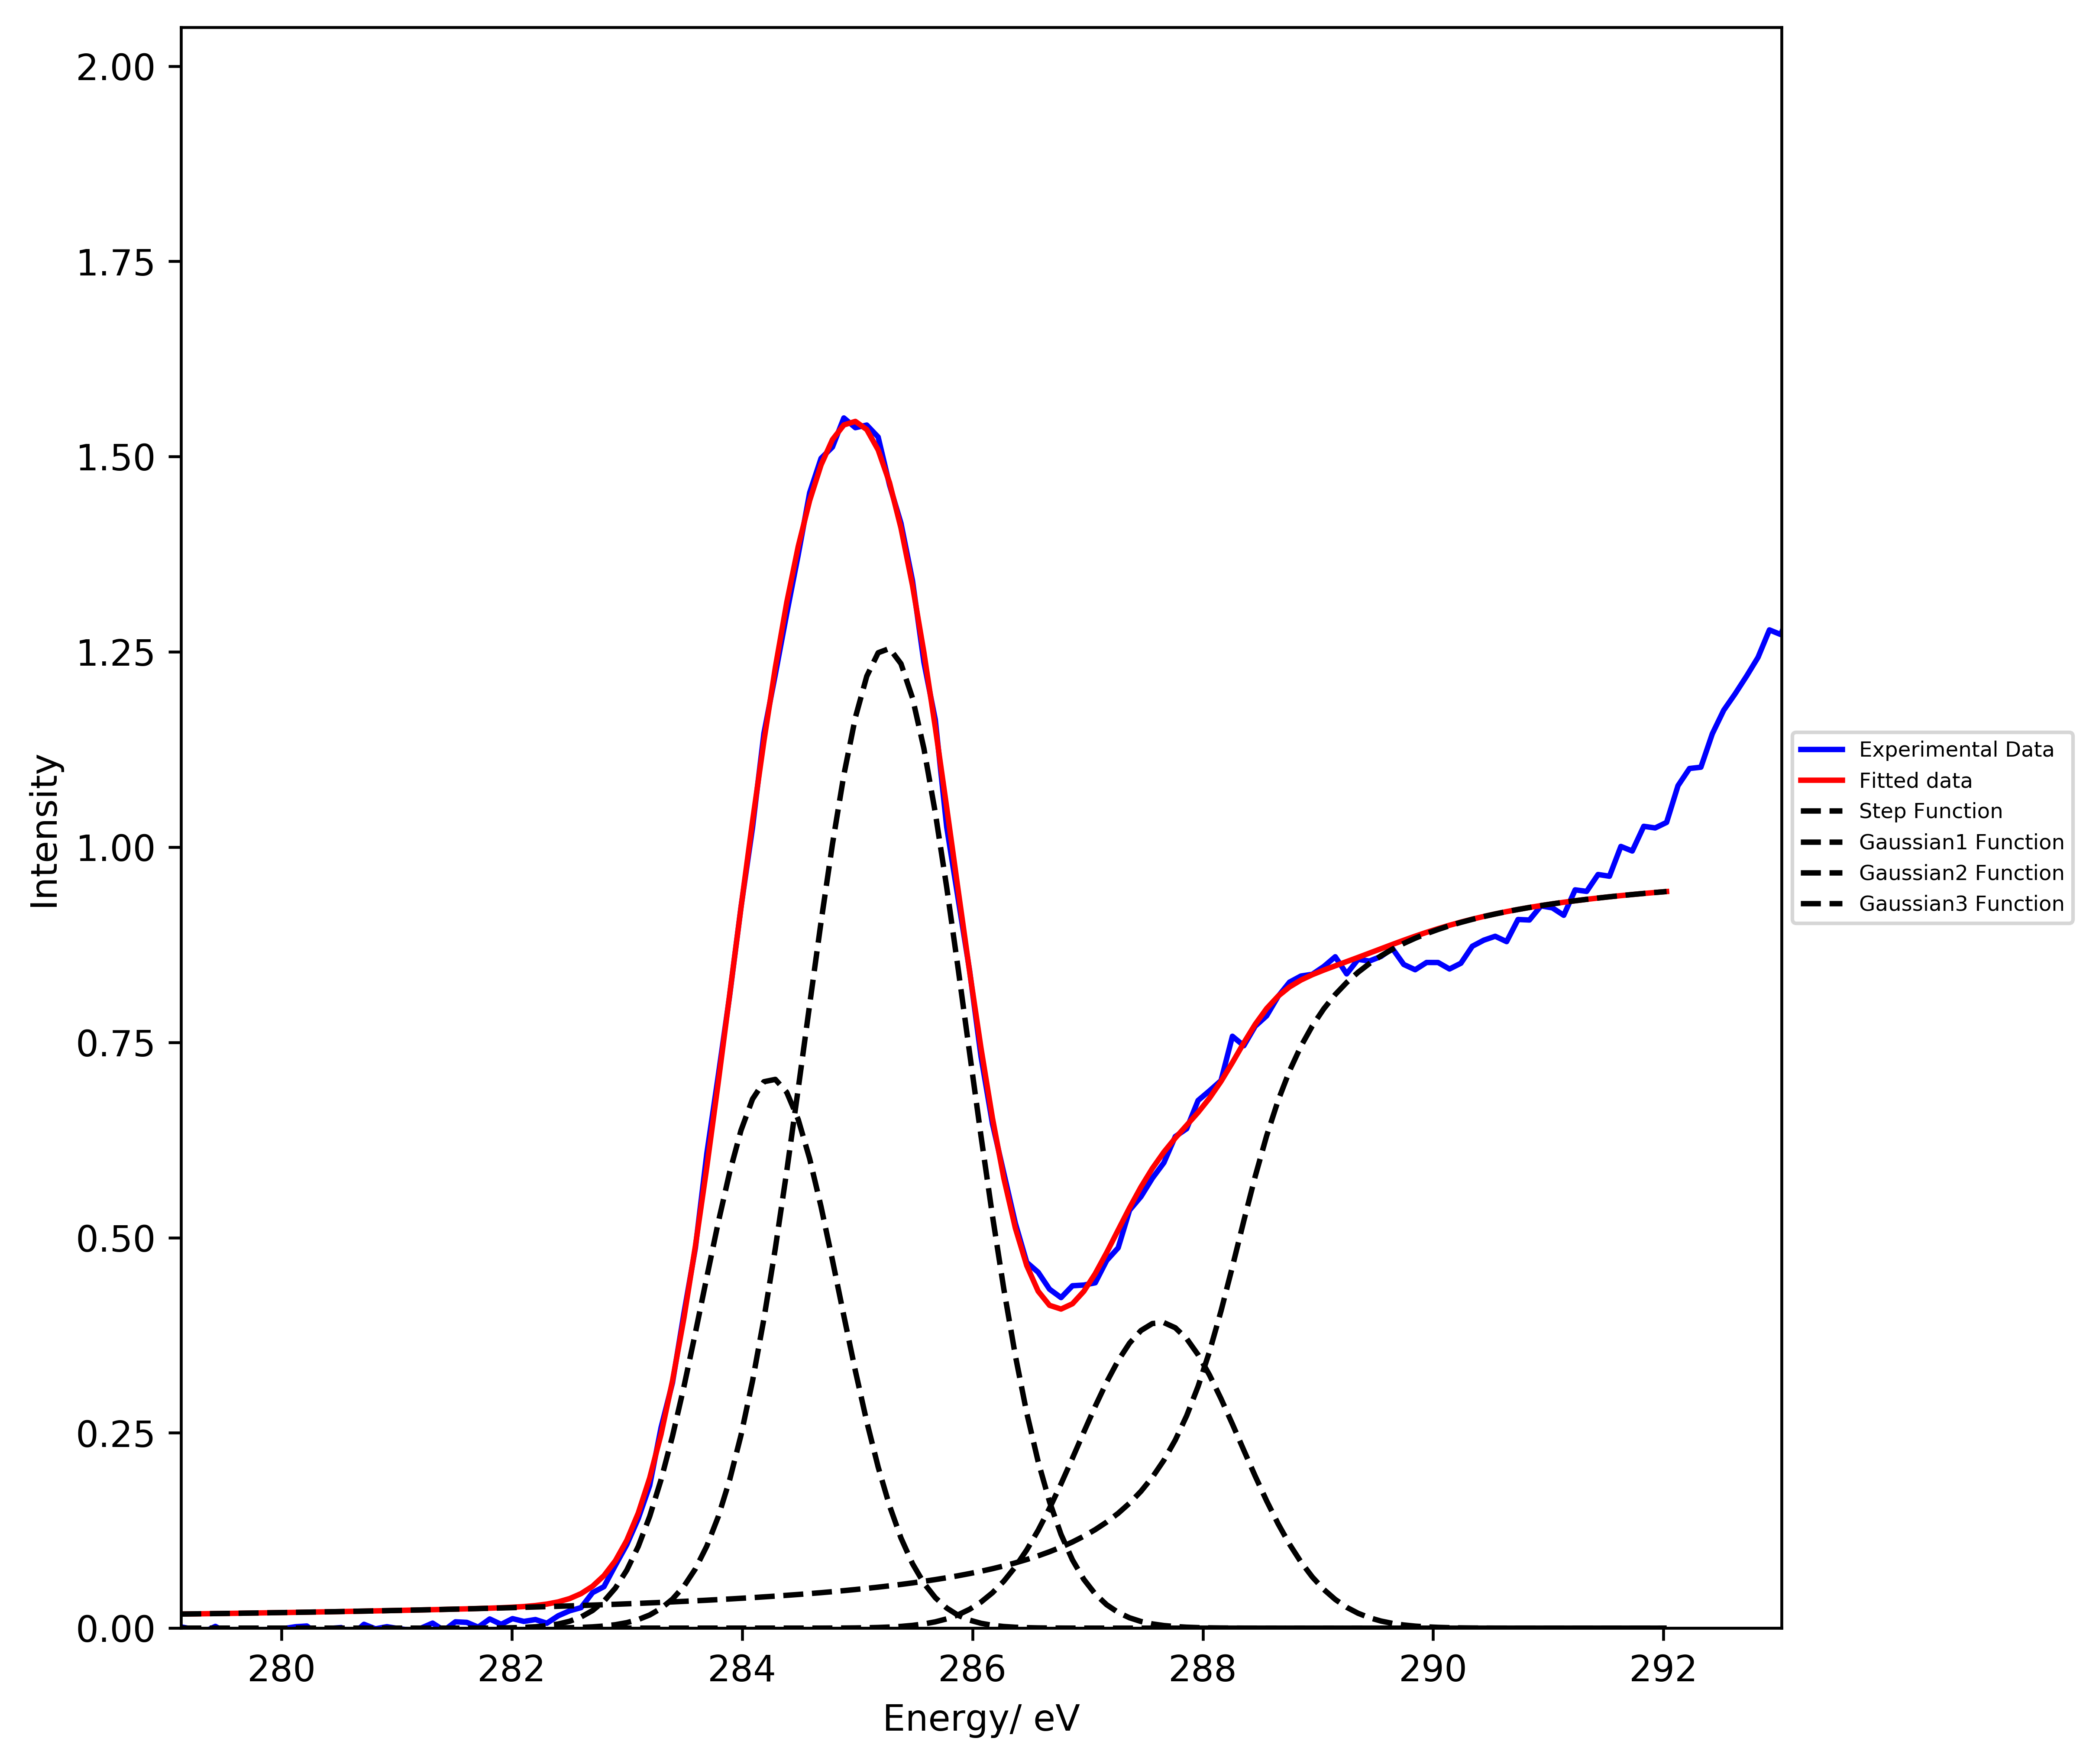 2.00
1.75
1.50
1.25
1.00
0.75
0.50
0.25
0.00
Intensity
280 282 284 286 288 290 292
Energy/ eV
Experimental Data
Fitted data
Step Function
Gaussian1 Function
Gaussian2 Function
Gaussian3 Function